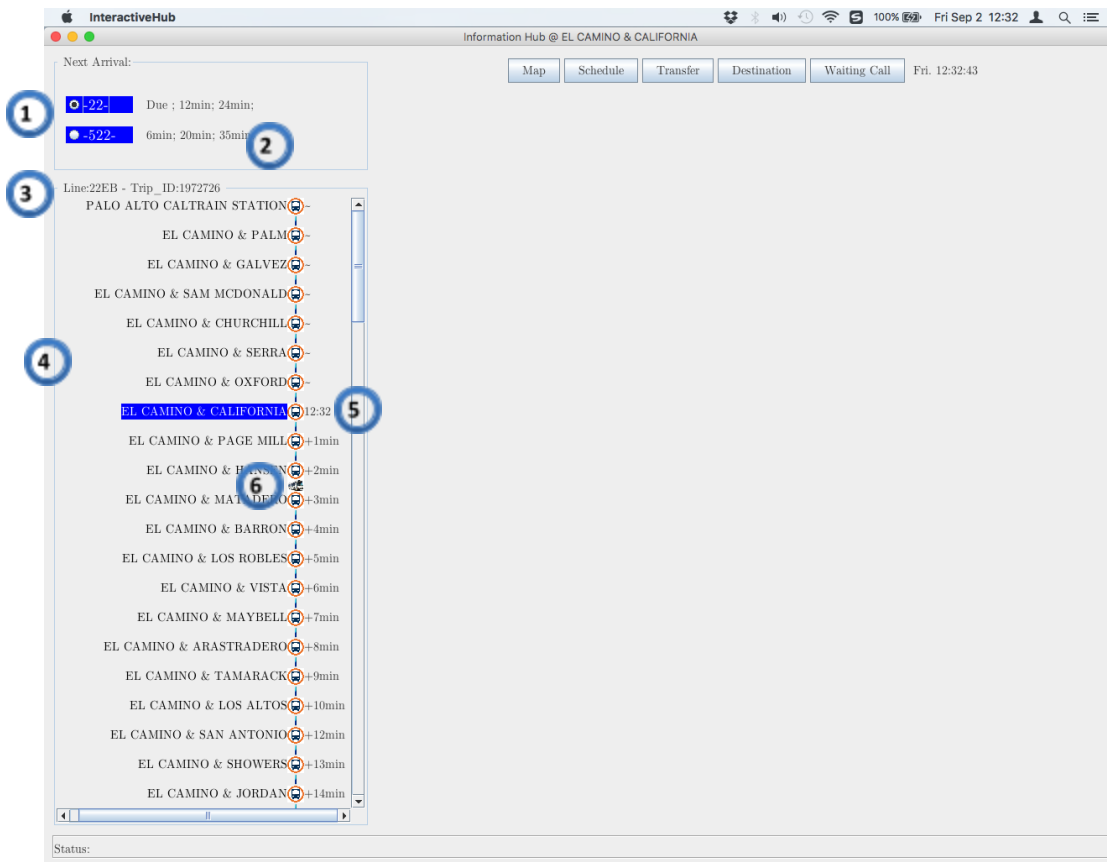 InteractiveHub 100% Fri Sep 2 12:32
Information Hub @ EL CAMINO & CALIFORNIA
Next Arrival:
Map Schedule Transfer Destination Waiting Call Fri. 12:32:43
1
-22- Due ; 12min; 24min;
-522- 6min; 20min; 35min
2
3
Line:22EB - Trip_ID:1972726
PALO ALTO CALTRAIN STATION -
EL CAMINO & PALM -
EL CAMINO & GALVEZ -
EL CAMINO & SAM MCDONALD -
EL CAMINO & CHURCHILL -
4
EL CAMINO & SERRA -
EL CAMINO & OXFORD -
EL CAMINO & CALIFORNIA 12:32
5
EL CAMINO & PAGE MILL +1min
EL CAMINO & HANSEN +2min
6
EL CAMINO & MATADERO +3min
EL CAMINO & BARRON +4min
EL CAMINO & LOS ROBLES +5min
EL CAMINO & VISTA +6min
EL CAMINO & MAYBELL +7min
EL CAMINO & ARASTRADERO +8min
EL CAMINO & TAMARACK +9min
EL CAMINO & LOS ALTOS +10min
EL CAMINO & SAN ANTONIO +12min
EL CAMINO & SHOWERS +13min
EL CAMINO & JORDAN +14min
Status: